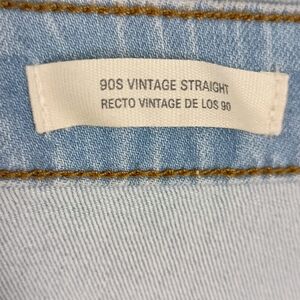 90S VINTAGE STRAIGHT
RECTO VINTAGE DE LOS 90